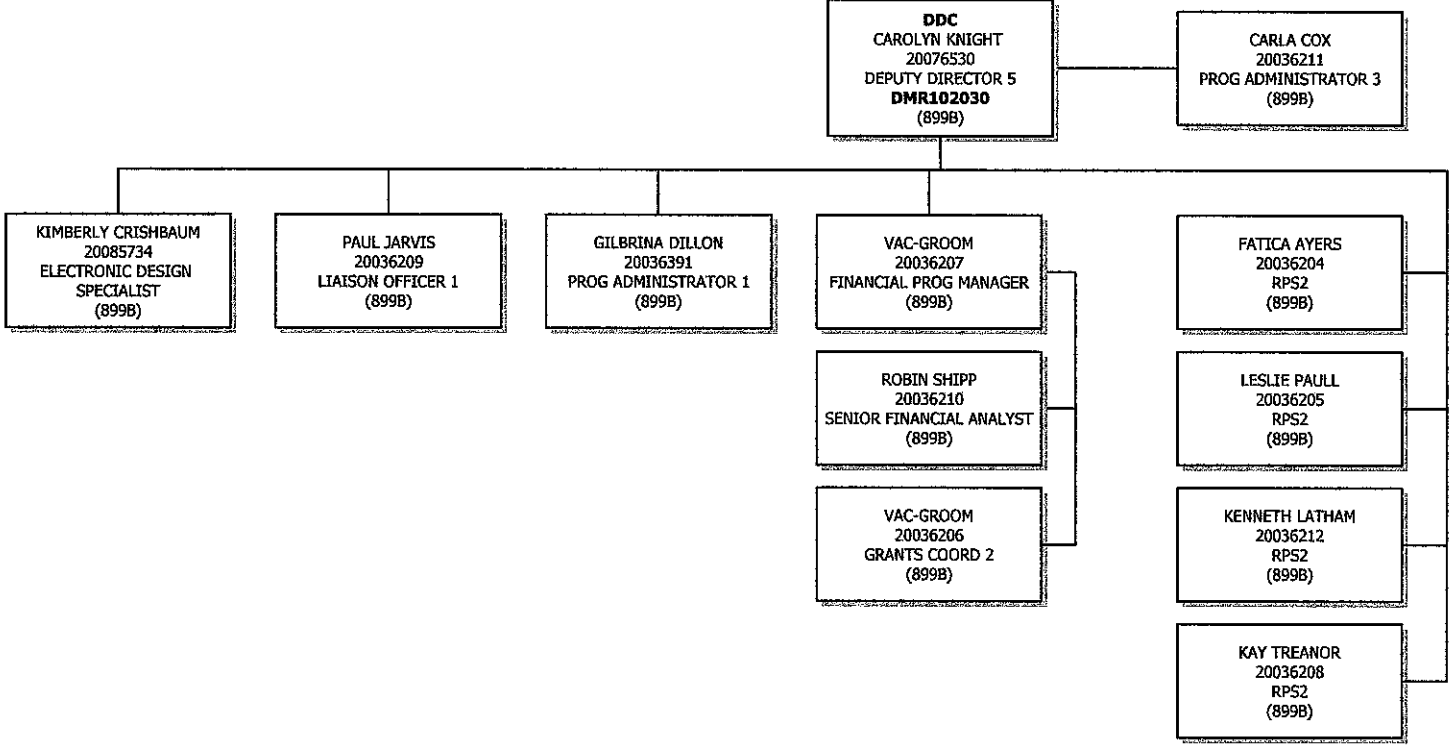 DDC
CAROLYN KNIGHT
20076530
DEPUTY DIRECTOR 5
DMR102030
(899B)
CARLA COX
20036211
PROG ADMINISTRATOR 3
(899B)
KIMBERLY CRISHBAUM
20085734
ELECTRONIC DESIGN
SPECIALIST
(899B)
PAUL JARVIS
20036209
LIAISON OFFICER 1
(899B)
GILBRINA DILLON
20036391
PROG ADMINISTRATOR 1
(899B)
VAC-GROOM
20036207
FINANCIAL PROG MANAGER
(899B)
ROBIN SHIPP
20036210
SENIOR FINANCIAL ANALYST
(899B)
VAC-GROOM
20036206
GRANTS COORD 2
(899B)
FATICA AYERS
20036204
RPS2
(899B)
LESLIE PAULL
20036205
RPS2
(899B)
KENNETH LATHAM
20036212
RPS2
(899B)
KAY TREANOR
20036208
RPS2
(899B)